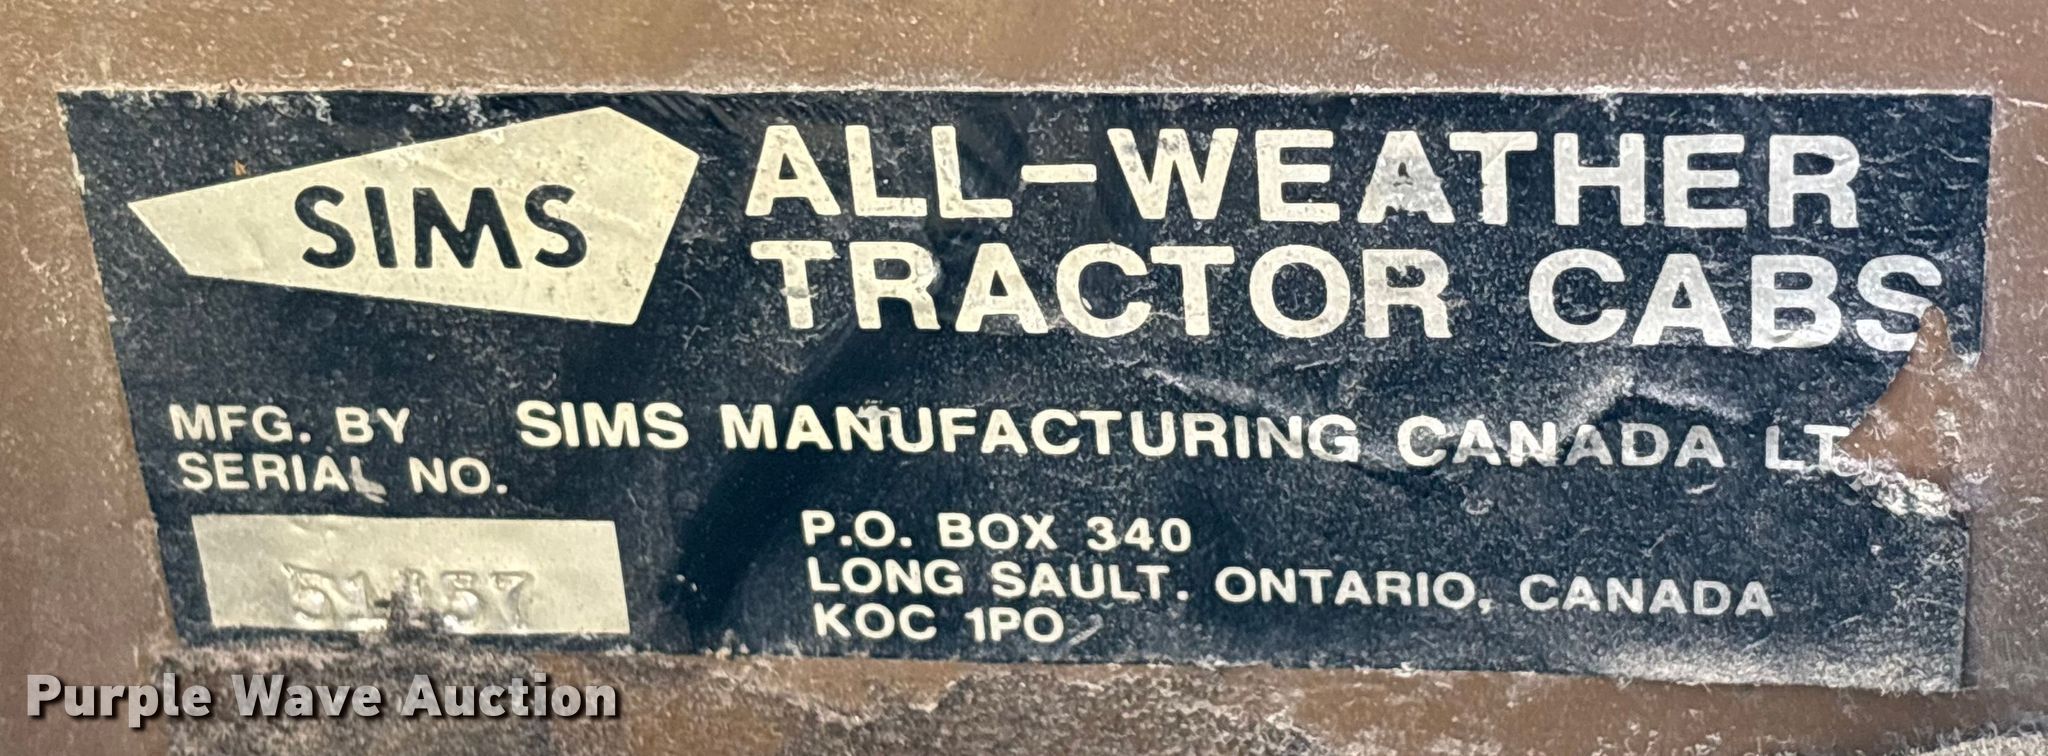 SIMS
ALL-WEATHER
TRACTOR CABS
MFG. BY SIMS MANUFACTURING CANADA LT
SERIAL NO.
P.O. BOX 340
LONG SAULT. ONTARIO, CANADA
KOC 1PO
Purple Wave Auction